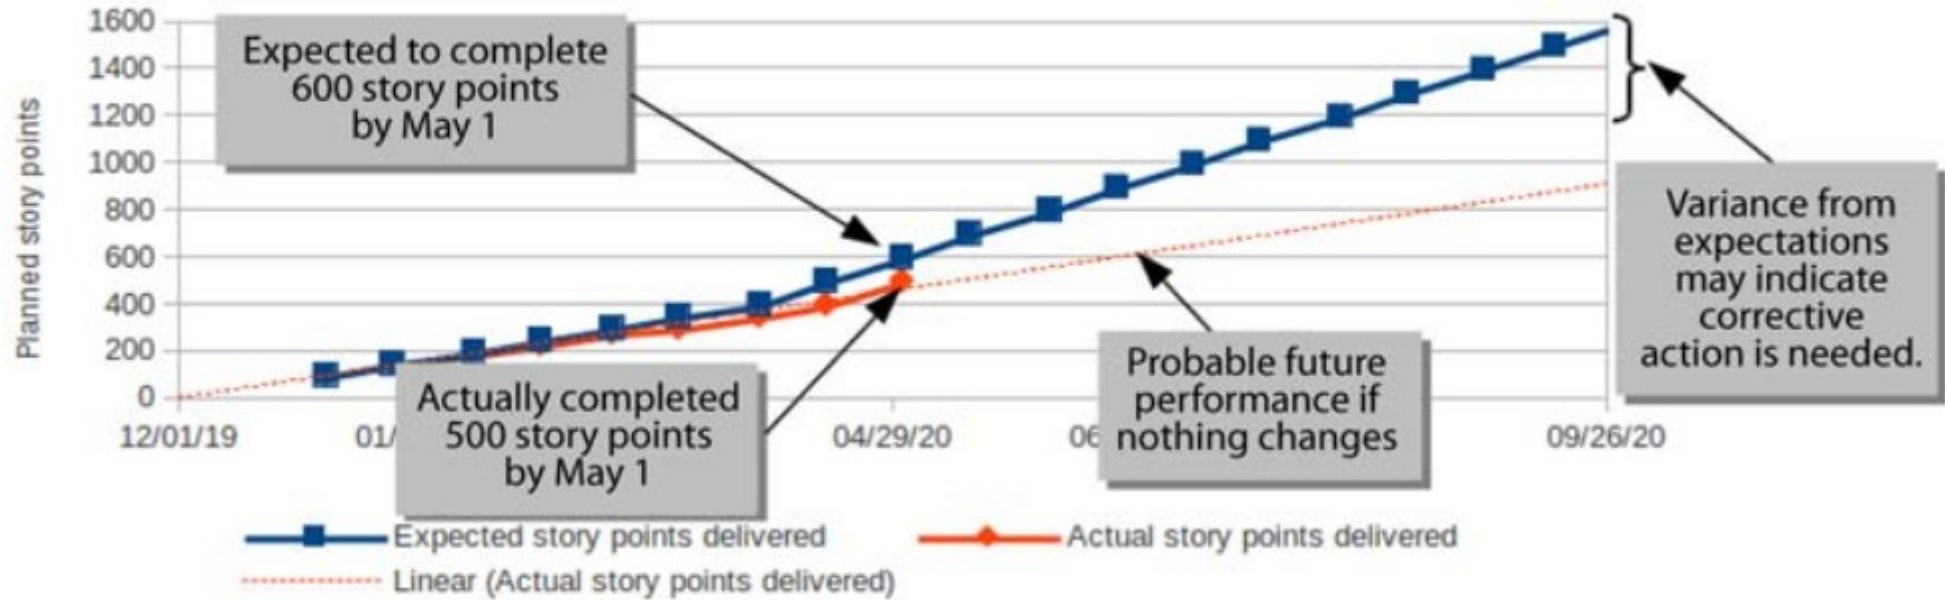 1600
1400
1200
1000
800
600
400
200
0
Planned story points
Expected to complete
600 story points
by May 1
Actually completed
500 story points
by May 1
Probable future
performance if
nothing changes
Variance from
expectations
may indicate
corrective
action is needed.
12/01/19
01/
04/29/20
06
09/26/20
Expected story points delivered
Actual story points delivered
Linear (Actual story points delivered)